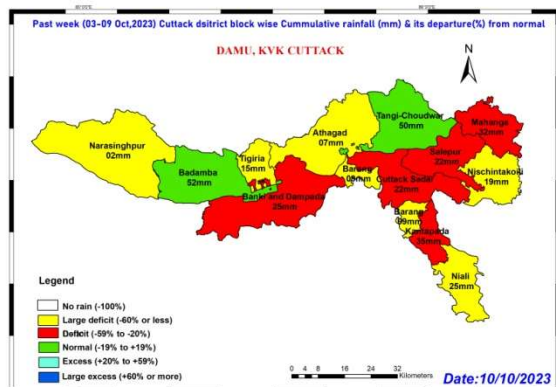 Past week (03-09 Oct,2023) Cuttack dsitrict block wise Cummulative rainfall (mm) & its departure(%) from normal
DAMU, KVK CUTTACK
N
Tangi-Choudwar
50mm
Mahanga
32mm
Athagad
07mm
Narasinghpur
02mm
Salepur
22mm
Tigiria
15mm
Badamba
52mm
Barang
09mm
Nischintakoili
19mm
Cuttack Sadar
22mm
Banki and Dampada
25mm
Barang
09mm
Kantapada
35mm
Niali
25mm
Legend
No rain (-100%)
Large deficit (-60% or less)
Deficit (-59% to -20%)
Normal (-19% to +19%)
Excess (+20% to +59%)
Large excess (+60% or more)
0 4 8 16 24 32
Kilometers
Date:10/10/2023